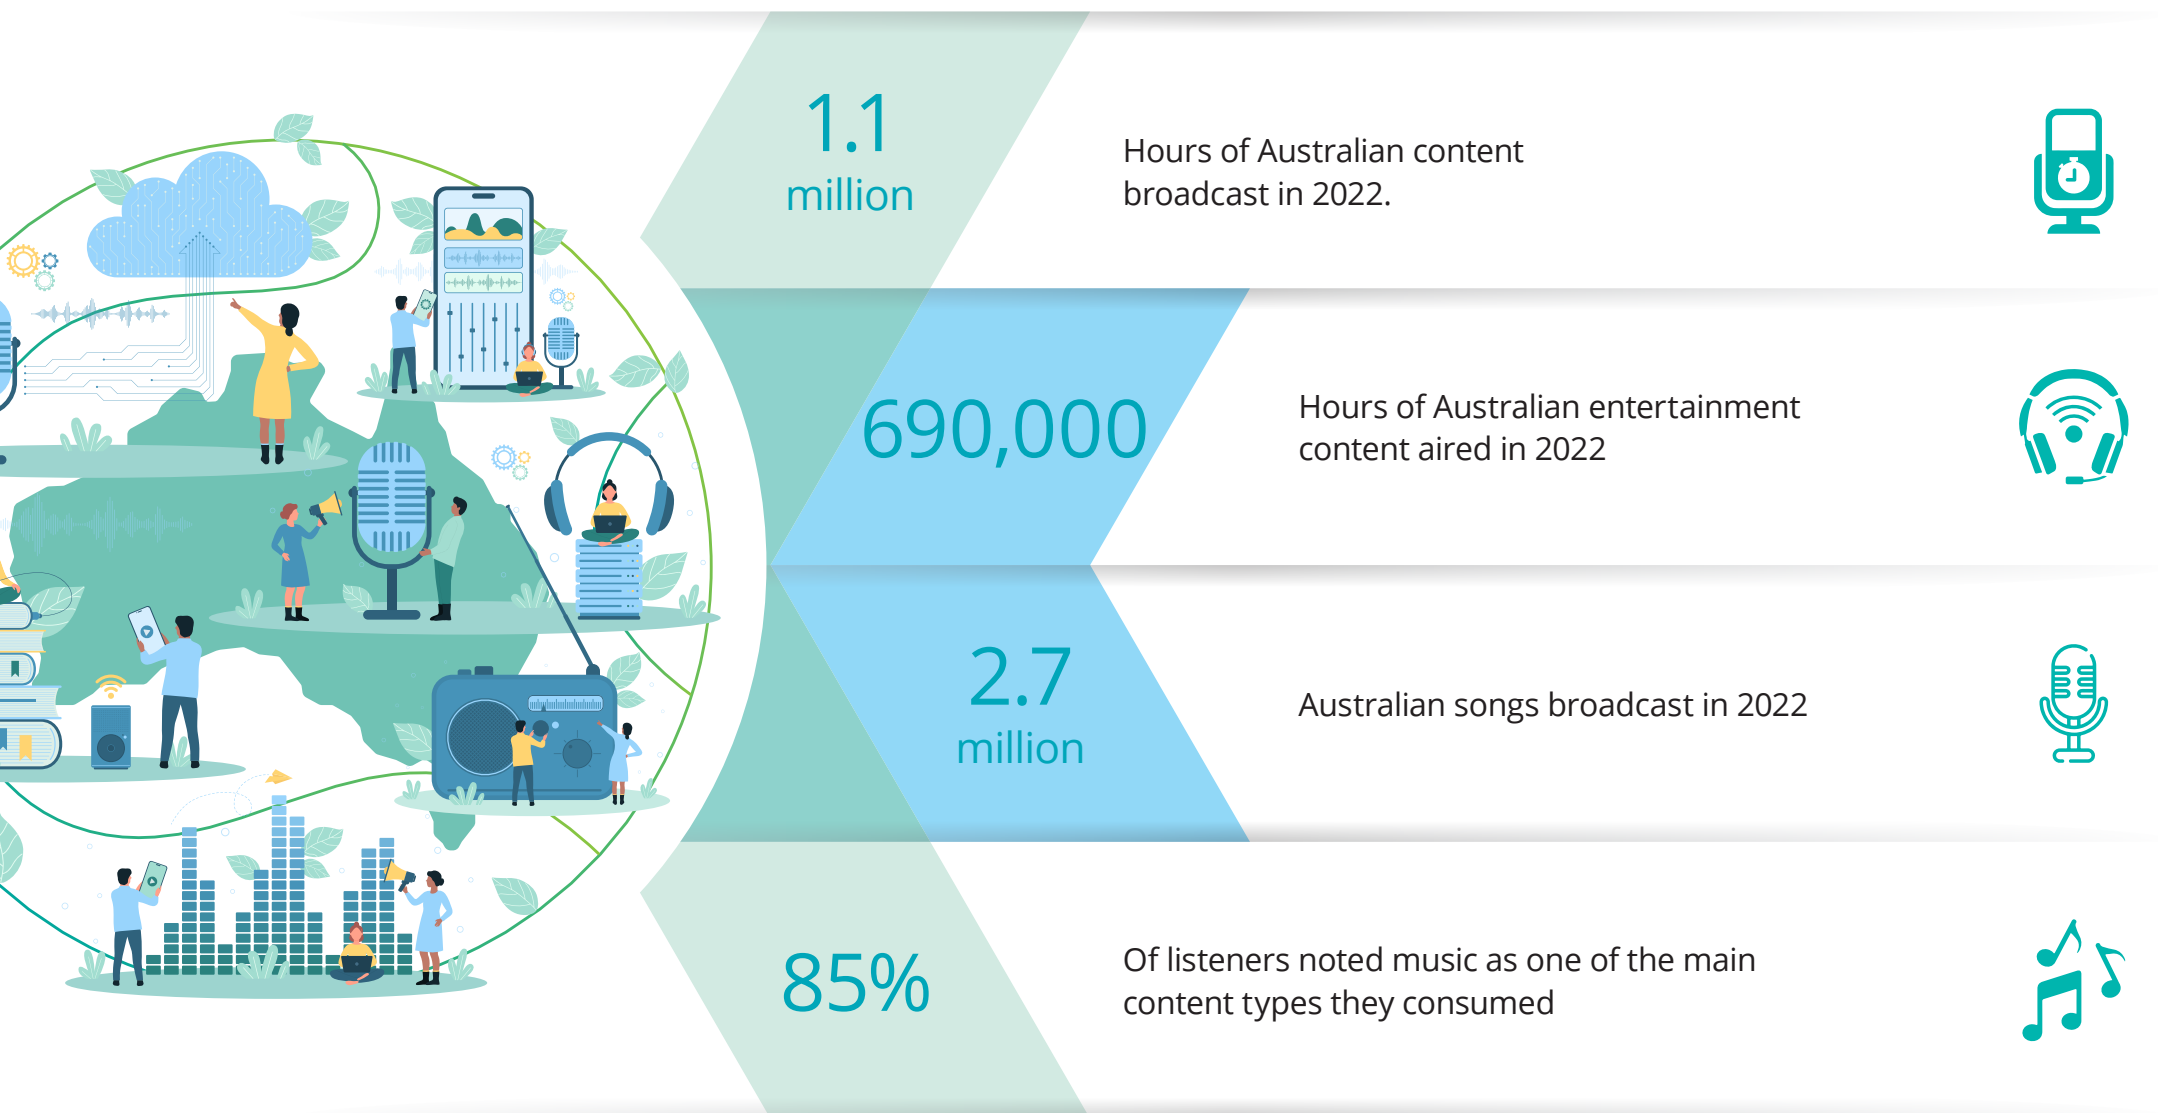 1.1
million
Hours of Australian content
broadcast in 2022.
690,000
Hours of Australian entertainment
content aired in 2022
2.7
million
Australian songs broadcast in 2022
85%
Of listeners noted music as one of the main
content types they consumed